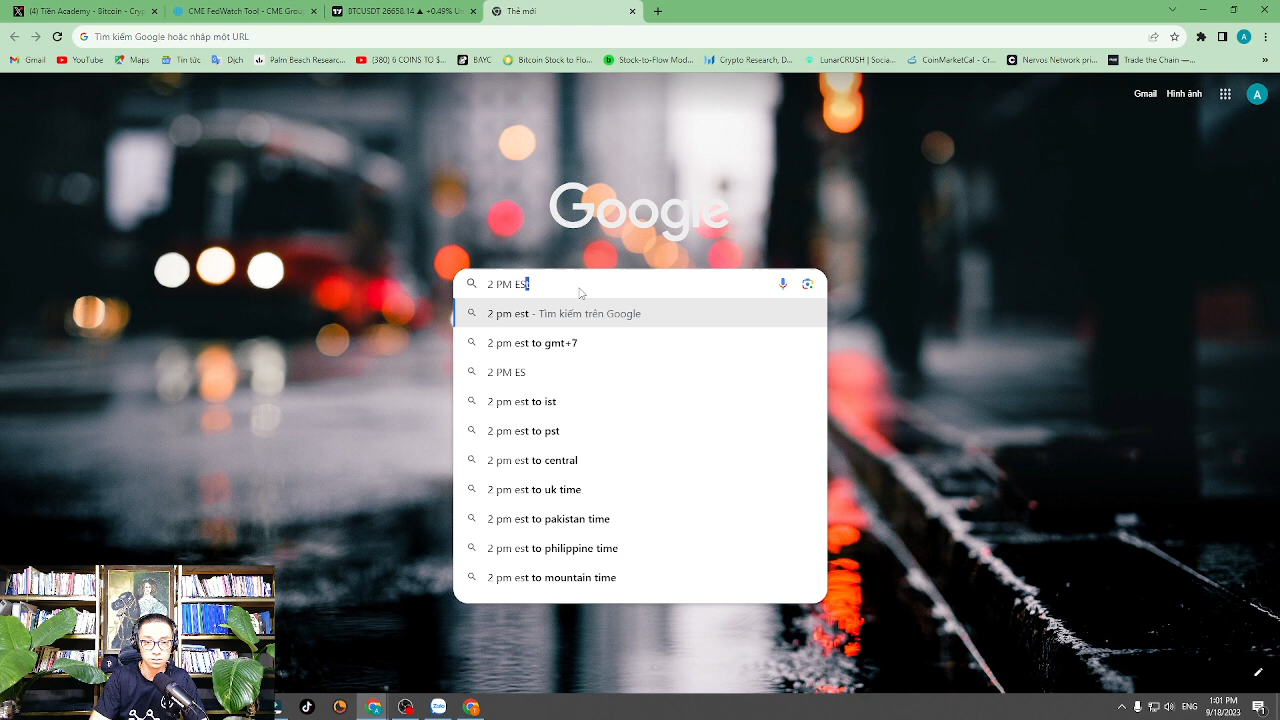 (4) Tiền Academy - Bitcoin - Cryp
CME FedWatch Tool - CME Group
BTCUSDT 26658.14 ▲ +0.49% Un
Thẻ mới
Tìm kiếm Google hoặc nhập một URL
A
Gmail
YouTube
Maps
Tin tức
Dịch
Palm Beach Researc...
(380) 6 COINS TO $...
BAYC
Bitcoin Stock to Flo...
Stock-to-Flow Mod...
Crypto Research, D...
LunarCRUSH | Socia...
CoinMarketCal - Cr...
Nervos Network pri...
Trade the Chain —...
»
Gmail
Hình ảnh
A
Google
2 PM ESt
2 pm est - Tìm kiếm trên Google
2 pm est to gmt+7
2 PM ES
2 pm est to ist
2 pm est to pst
2 pm est to central
2 pm est to uk time
2 pm est to pakistan time
2 pm est to philippine time
2 pm est to mountain time
Zalo
ENG
1:01 PM
9/18/2023